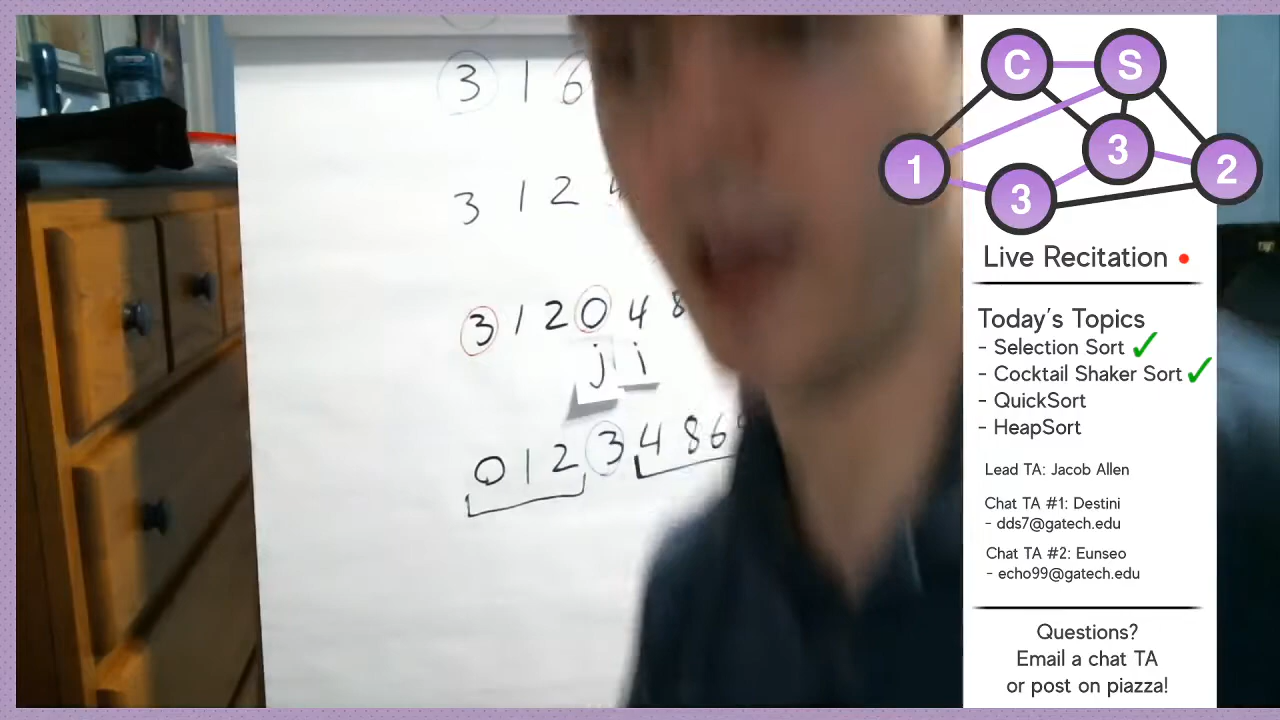 3 1 6
3 1 2
3 1 2 0 4 8
j i
0 1 2 3 4 8 6
C S
1 3 2
3
Live Recitation
Today's Topics
- Selection Sort ✓
- Cocktail Shaker Sort ✓
- QuickSort
- HeapSort
Lead TA: Jacob Allen
Chat TA #1: Destini
- dds7@gatech.edu
Chat TA #2: Eunseo
- echo99@gatech.edu
Questions?
Email a chat TA
or post on piazza!